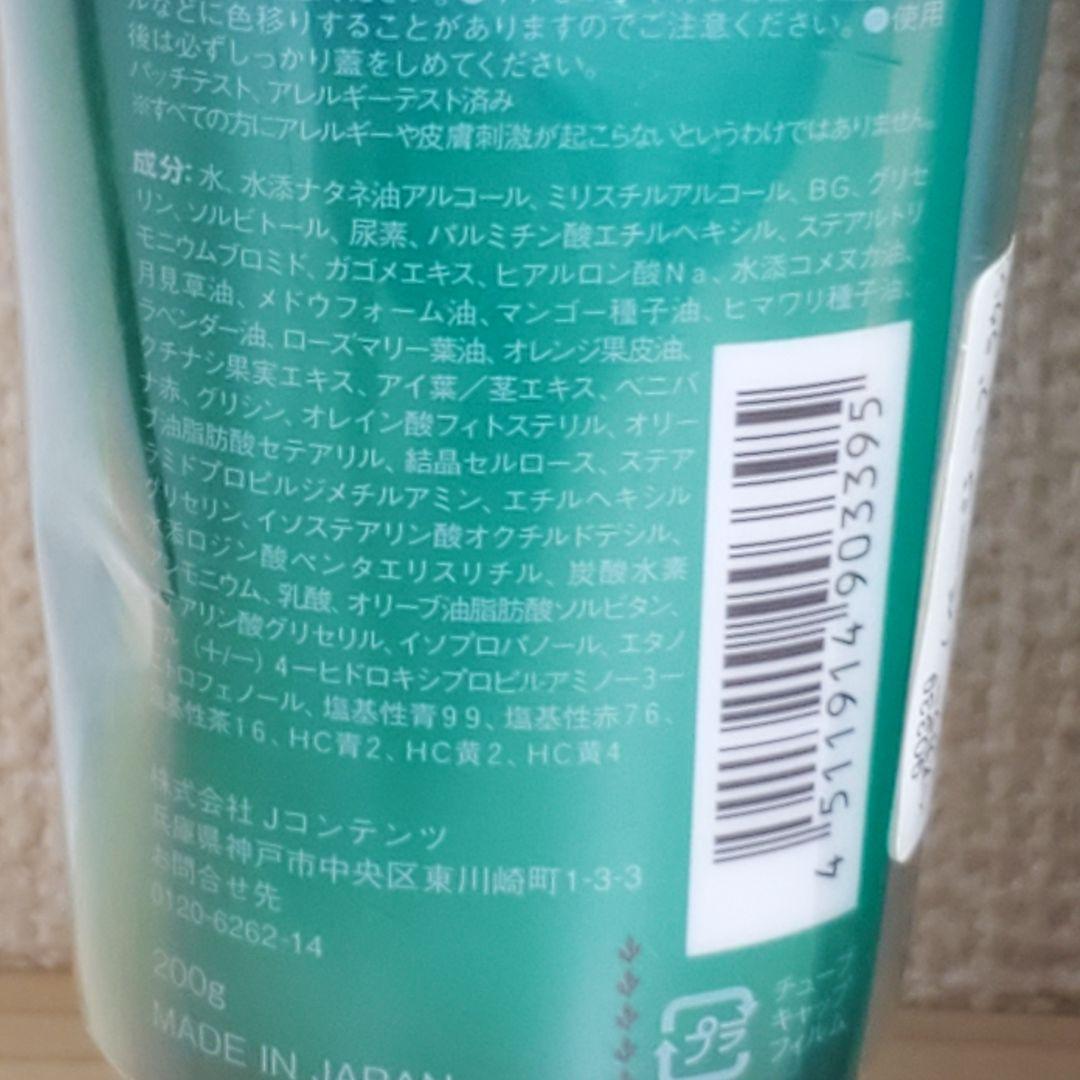 ルなどに色移りすることがありますのでご注意ください。●使用
後は必ずしっかり蓋をしめてください。
パッチテスト、アレルギーテスト済み
※すべての方にアレルギーや皮膚刺激が起こらないというわけではありません。
成分:水、水添ナタネ油アルコール、ミリスチルアルコール、BG、グリセ
リン、ソルビトール、尿素、パルミチン酸エチルヘキシル、ステアルトリ
モニウムブロミド、ガゴメエキス、ヒアルロン酸Na、水添コメヌカ油、
月見草油、メドウフォーム油、マンゴー種子油、ヒマワリ種子油、
ラベンダー油、ローズマリー葉油、オレンジ果皮油、
クチナシ果実エキス、アイ葉/茎エキス、ベニバ
ナ赤、グリシン、オレイン酸フィトステリル、オリー
ブ油脂肪酸セテアリル、結晶セルロース、ステア
ラミドプロピルジメチルアミン、エチルヘキシル
グリセリン、イソステアリン酸オクチルドデシル、
水添ロジン酸ペンタエリスリチル、炭酸水素
アンモニウム、乳酸、オリーブ油脂肪酸ソルビタン、
テアリン酸グリセリル、イソプロパノール、エタノ
ール、(+/-)4-ヒドロキシプロピルアミノ-3-
ニトロフェノール、塩基性青99、塩基性赤76、
塩基性茶16、HC青2、HC黄2、HC黄4
株式会社 Jコンテンツ
兵庫県神戸市中央区東川崎町1-3-3
お問合せ先
0120-6262-14
200g
MADE IN JAPAN
4511914903395
プラ
チューブ
キャップ
フィルム